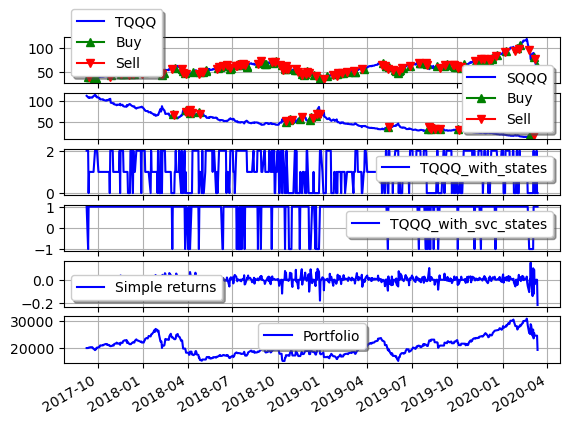 TQQQ
Buy
Sell
100
50
SQQQ
Buy
Sell
100
50
2
0
TQQQ_with_states
1
0
−1
TQQQ_with_svc_states
0.0
−0.2
Simple returns
30000
20000
Portfolio
2017-10 2018-01 2018-04 2018-07 2018-10 2019-01 2019-04 2019-07 2019-10 2020-01 2020-04